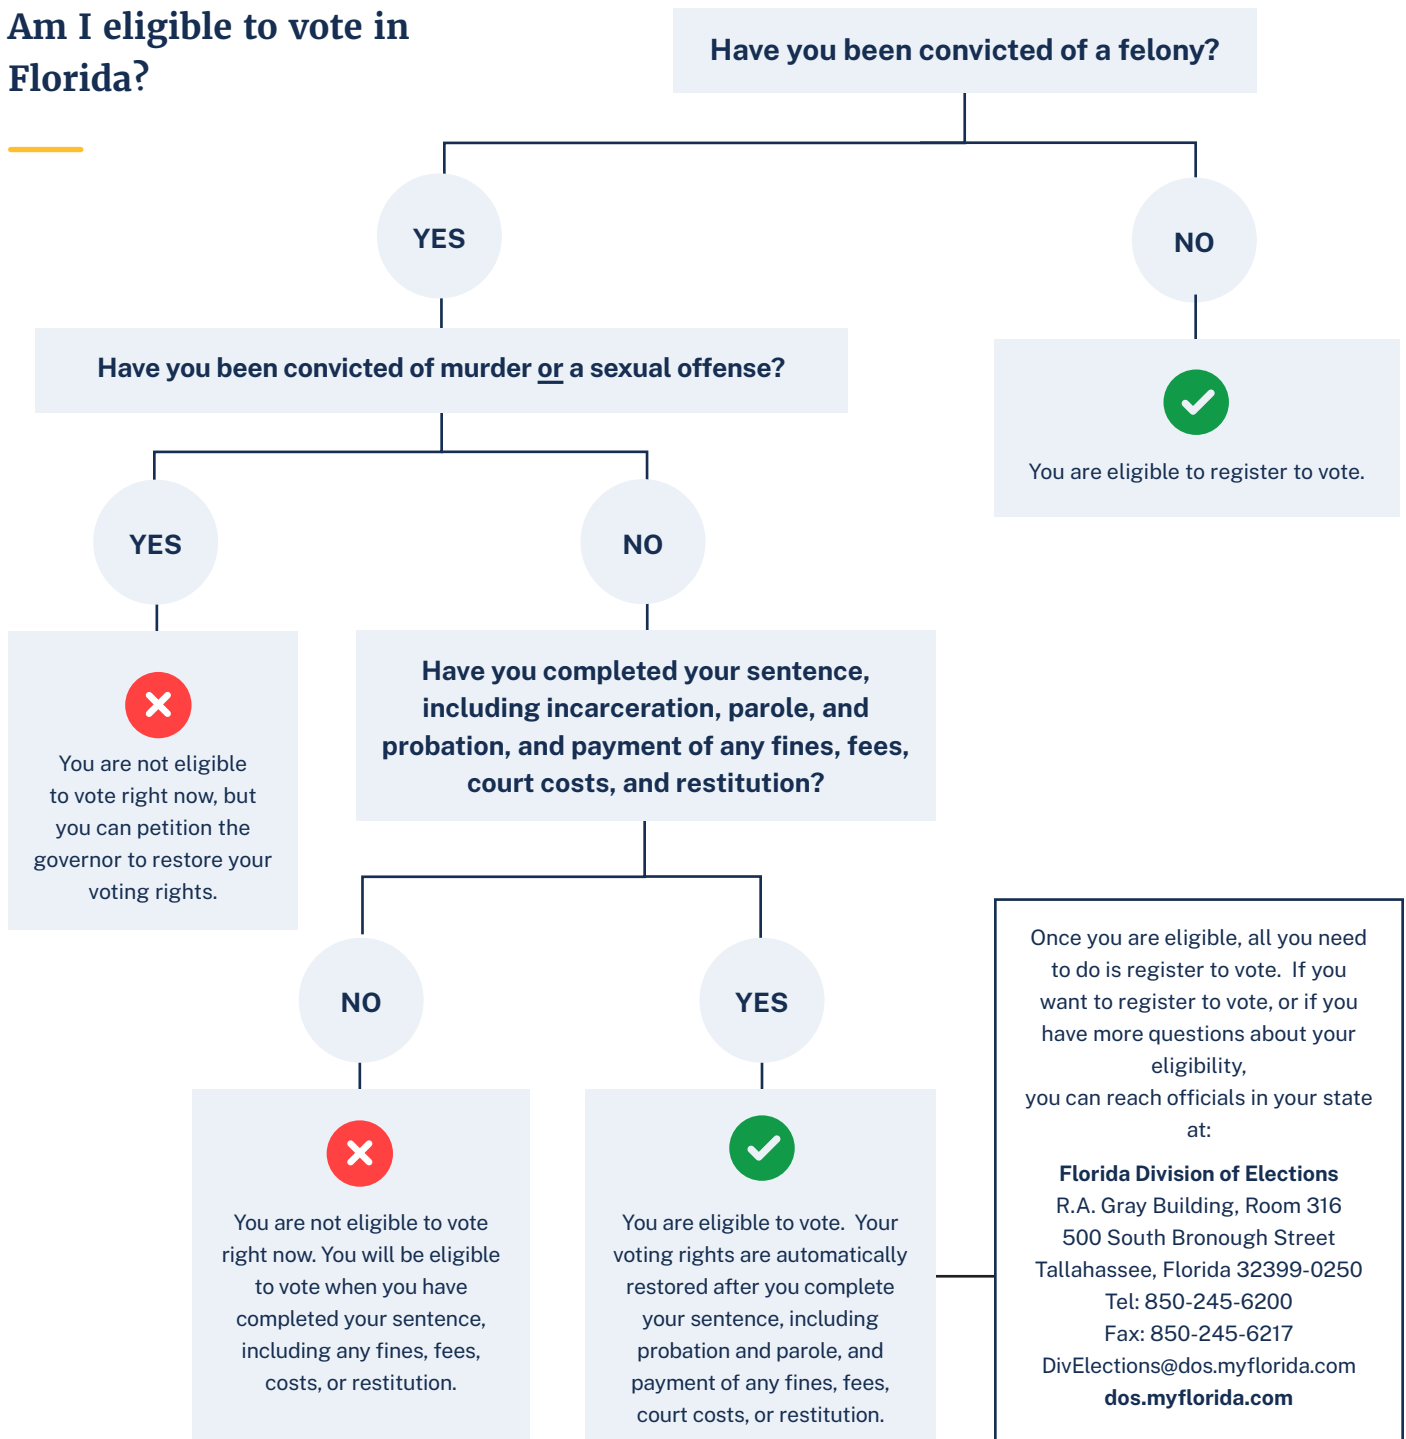 Am I eligible to vote in
Florida?
Have you been convicted of a felony?
YES
NO
Have you been convicted of murder or a sexual offense?
You are eligible to register to vote.
YES
NO
You are not eligible
to vote right now, but
you can petition the
governor to restore your
voting rights.
Have you completed your sentence,
including incarceration, parole, and
probation, and payment of any fines, fees,
court costs, and restitution?
NO
YES
You are not eligible to vote
right now. You will be eligible
to vote when you have
completed your sentence,
including any fines, fees,
costs, or restitution.
You are eligible to vote.  Your
voting rights are automatically
restored after you complete
your sentence, including
probation and parole, and
payment of any fines, fees,
court costs, or restitution.
Once you are eligible, all you need
to do is register to vote.  If you
want to register to vote, or if you
have more questions about your
eligibility,
you can reach officials in your state
at:
Florida Division of Elections
R.A. Gray Building, Room 316
500 South Bronough Street
Tallahassee, Florida 32399-0250
Tel: 850-245-6200
Fax: 850-245-6217
DivElections@dos.myflorida.com
dos.myflorida.com